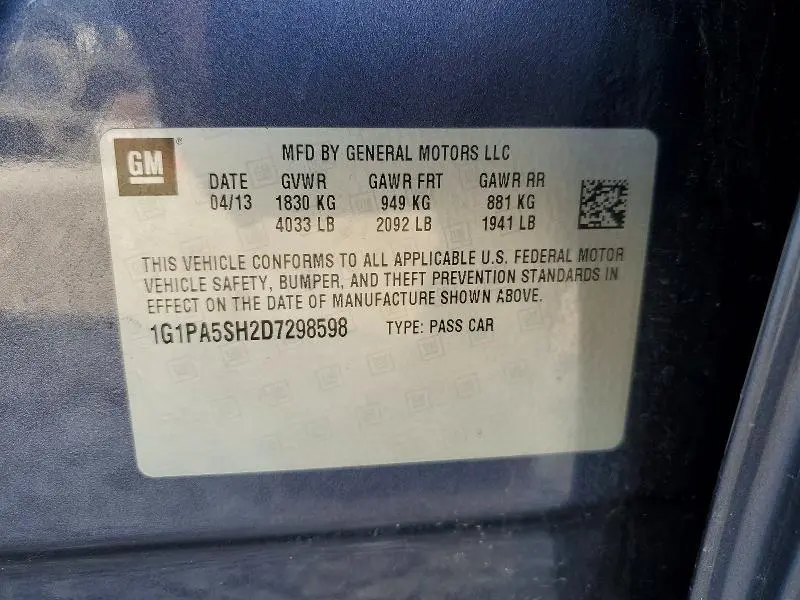 GM
MFD BY GENERAL MOTORS LLC
DATE GVWR GAWR FRT GAWR RR
04/13 1830 KG 949 KG 881 KG
4033 LB 2092 LB 1941 LB
THIS VEHICLE CONFORMS TO ALL APPLICABLE U.S. FEDERAL MOTOR
VEHICLE SAFETY, BUMPER, AND THEFT PREVENTION STANDARDS IN
EFFECT ON THE DATE OF MANUFACTURE SHOWN ABOVE.
1G1PA5SH2D7298598 TYPE: PASS CAR